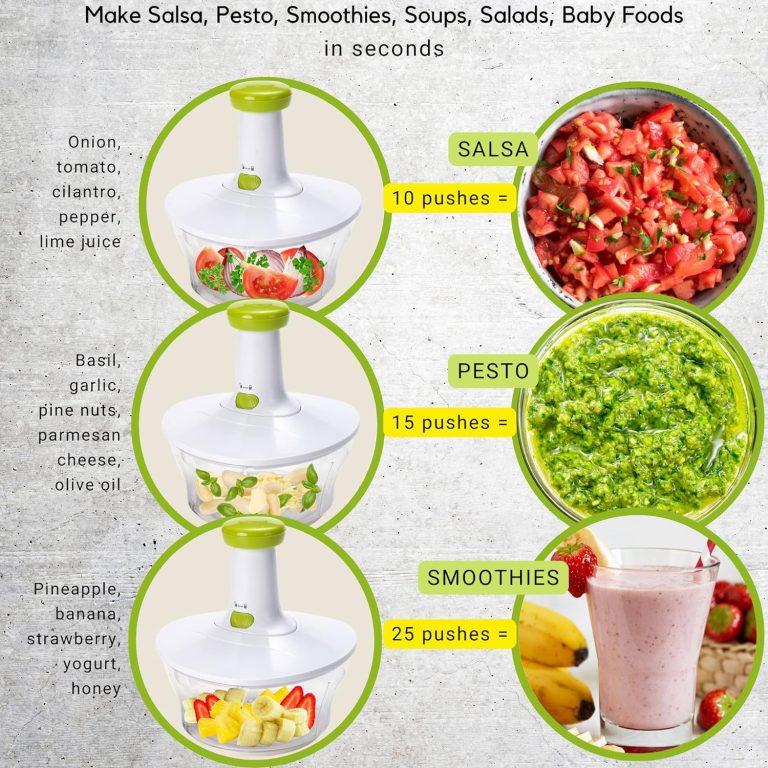 Make Salsa, Pesto, Smoothies, Soups, Salads, Baby Foods
in seconds
Onion,
tomato,
cilantro,
pepper,
lime juice
10 pushes =
SALSA
Basil,
garlic,
pine nuts,
parmesan
cheese,
olive oil
15 pushes =
PESTO
Pineapple,
banana,
strawberry,
yogurt,
honey
25 pushes =
SMOOTHIES